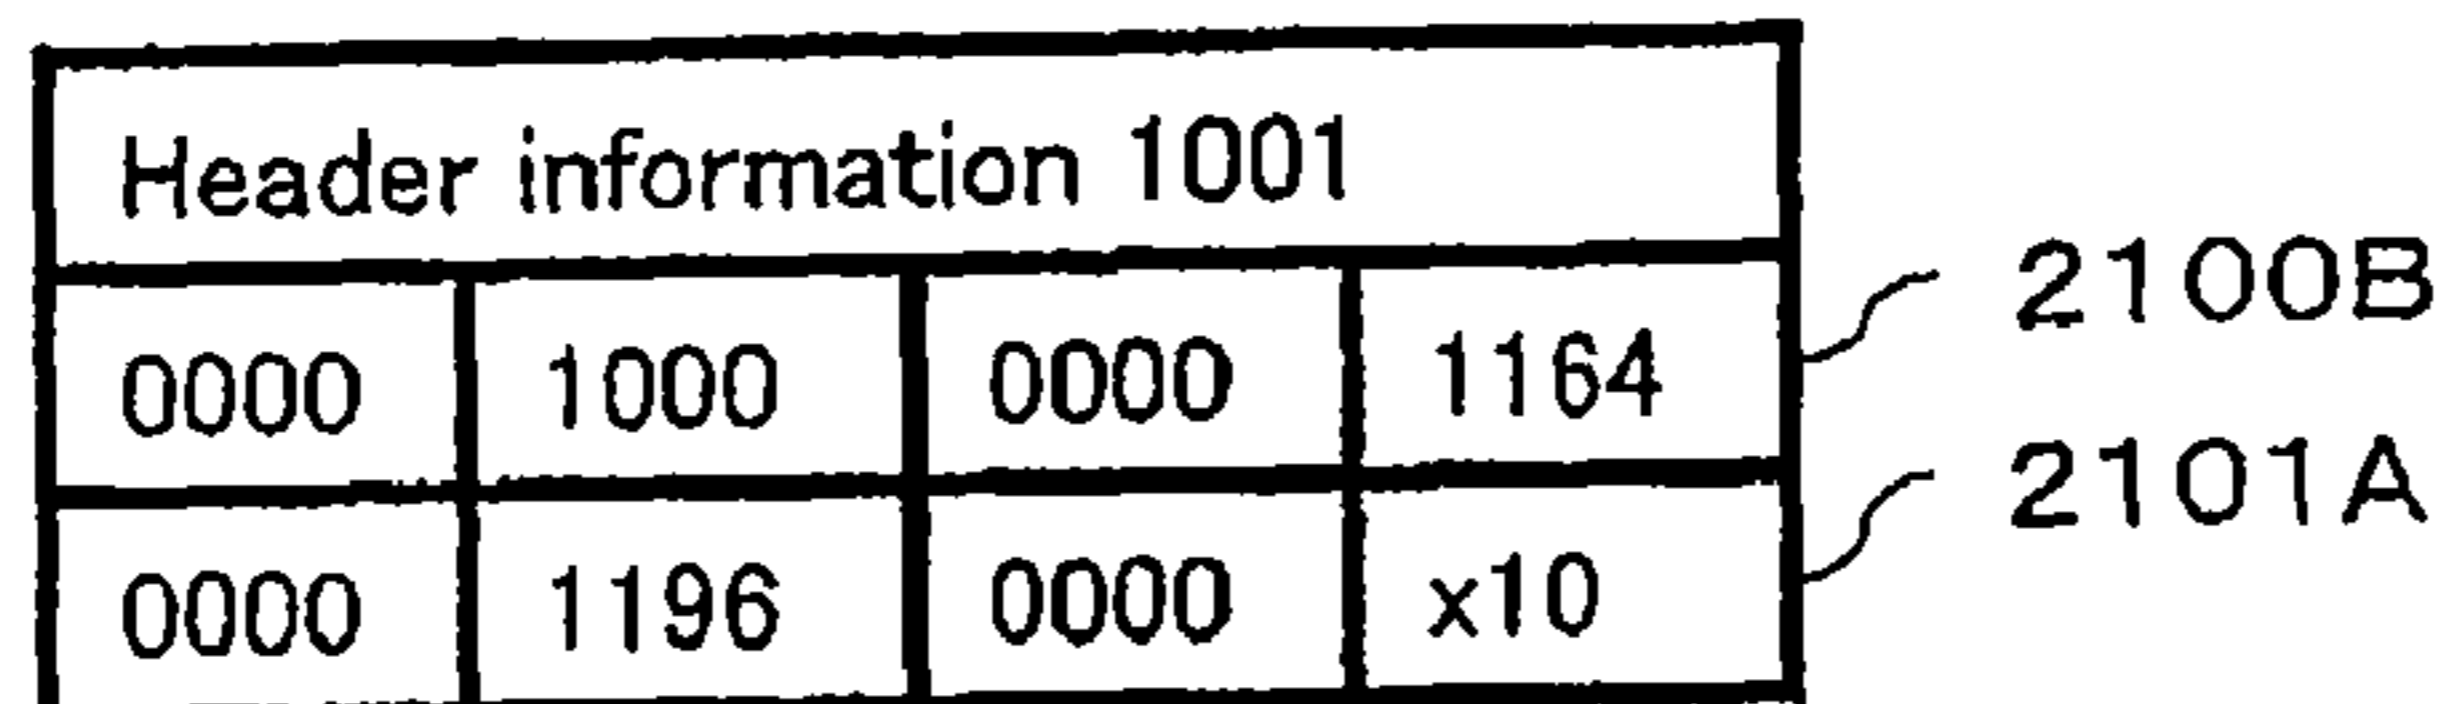 Header information 1001
0000 1000 0000 1164 2100B
0000 1196 0000 x10 2101A